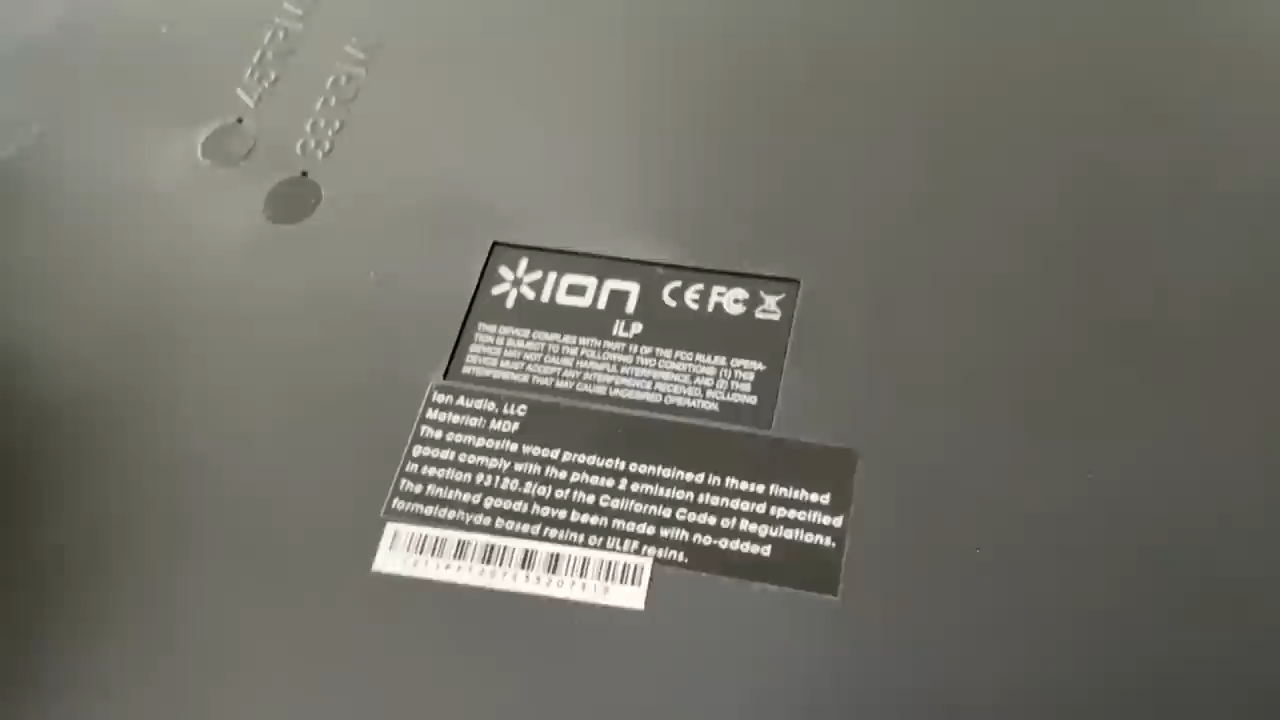 ION CE FC
iLP
THIS DEVICE COMPLIES WITH PART 15 OF THE FCC RULES. OPERA-
TION IS SUBJECT TO THE FOLLOWING TWO CONDITIONS: (1) THIS
DEVICE MAY NOT CAUSE HARMFUL INTERFERENCE, AND (2) THIS
DEVICE MUST ACCEPT ANY INTERFERENCE RECEIVED, INCLUDING
INTERFERENCE THAT MAY CAUSE UNDESIRED OPERATION.
Ion Audio, LLC
Material: MDF
The composite wood products contained in these finished
goods comply with the phase 2 emission standard specified
in section 93120.2(a) of the California Code of Regulations.
The finished goods have been made with no-added
formaldehyde based resins or ULEF resins.